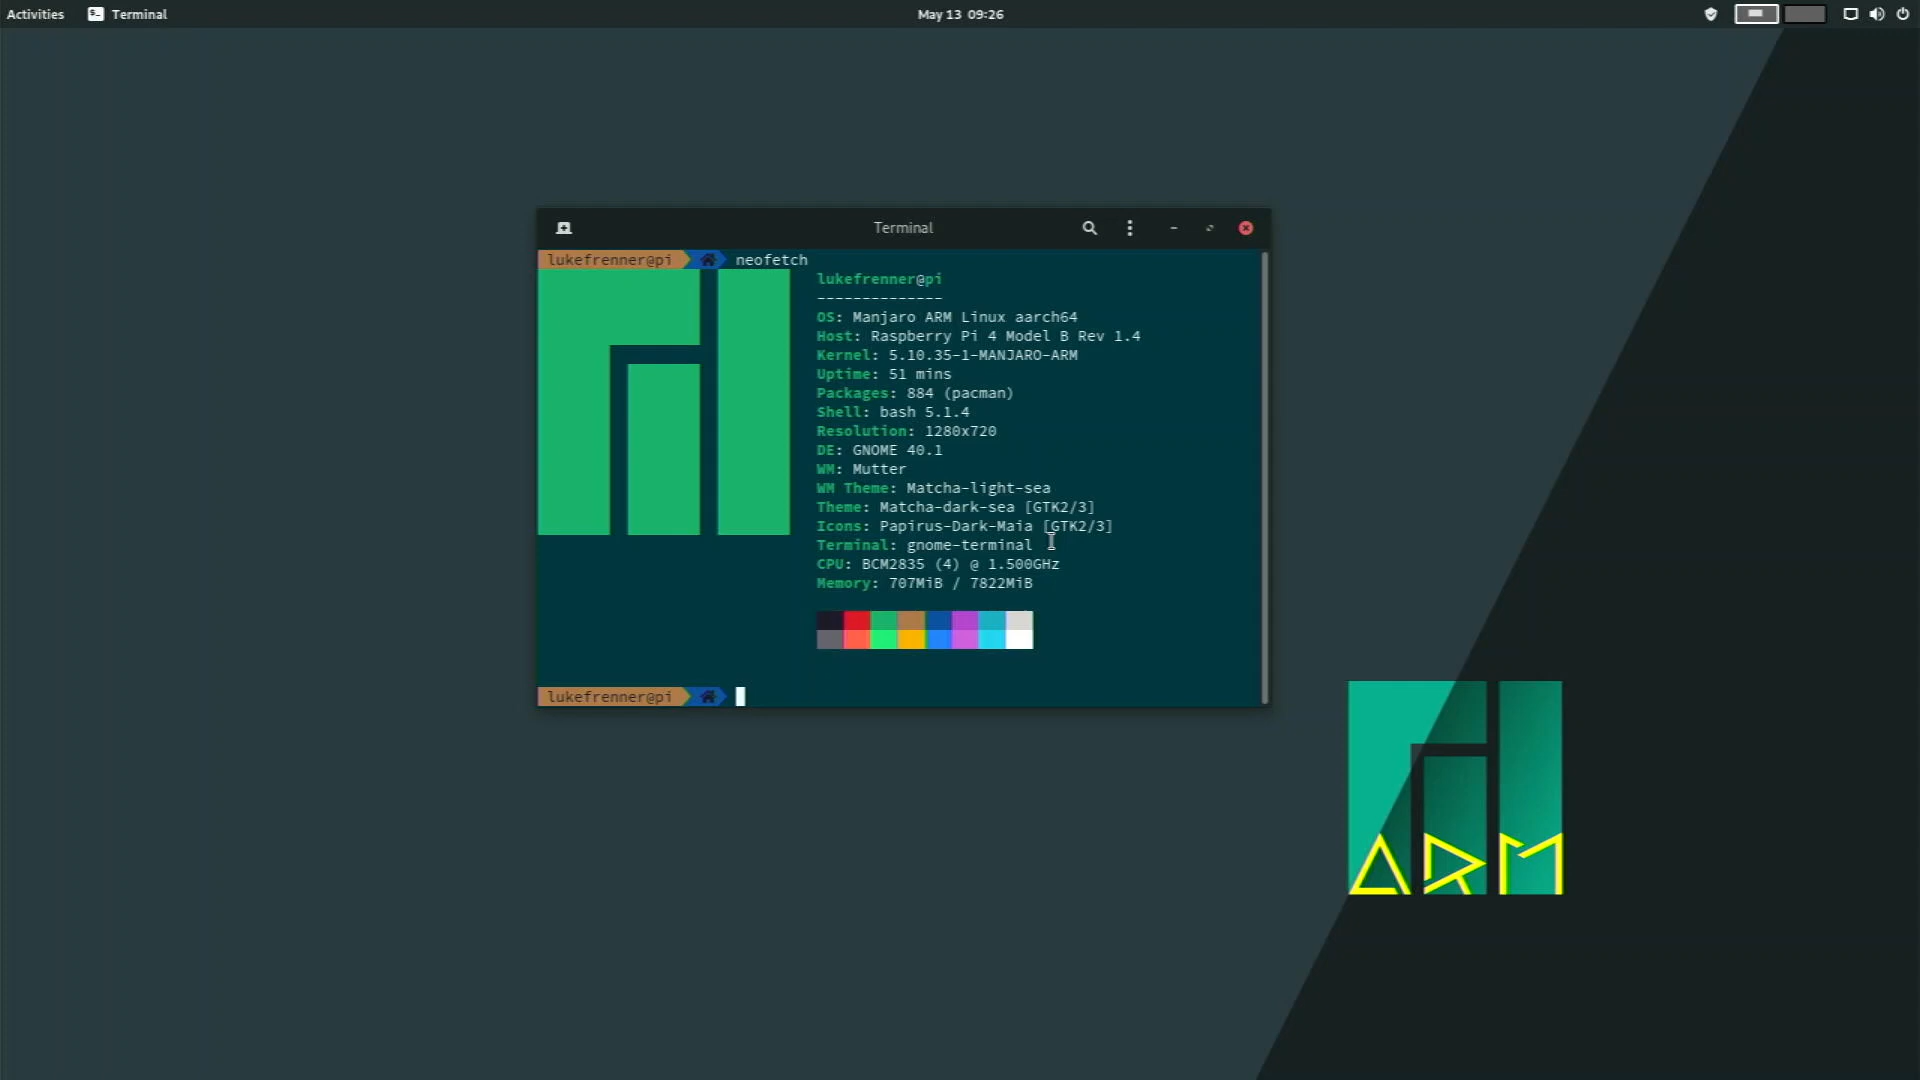 Activities Terminal May 13 09:26
Terminal
lukefrenner@pi neofetch
lukefrenner@pi
--------------
OS: Manjaro ARM Linux aarch64
Host: Raspberry Pi 4 Model B Rev 1.4
Kernel: 5.10.35-1-MANJARO-ARM
Uptime: 51 mins
Packages: 884 (pacman)
Shell: bash 5.1.4
Resolution: 1280x720
DE: GNOME 40.1
WM: Mutter
WM Theme: Matcha-light-sea
Theme: Matcha-dark-sea [GTK2/3]
Icons: Papirus-Dark-Maia [GTK2/3]
Terminal: gnome-terminal
CPU: BCM2835 (4) @ 1.500GHz
Memory: 707MiB / 7822MiB
lukefrenner@pi
ARM